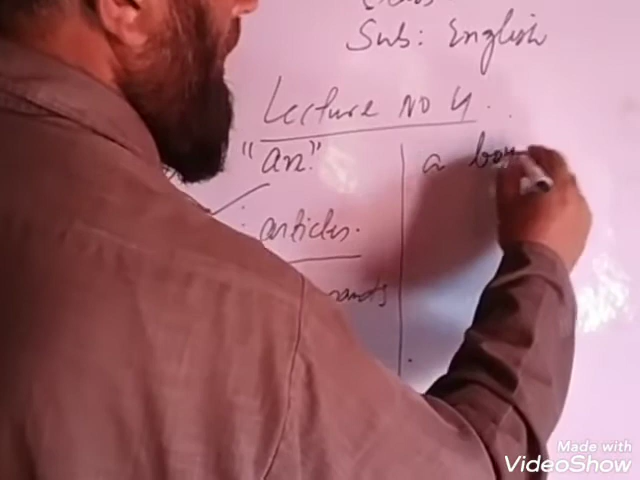 Sub: English
Lecture No 4.
"an"
a boy
articles.
Made with
VideoShow